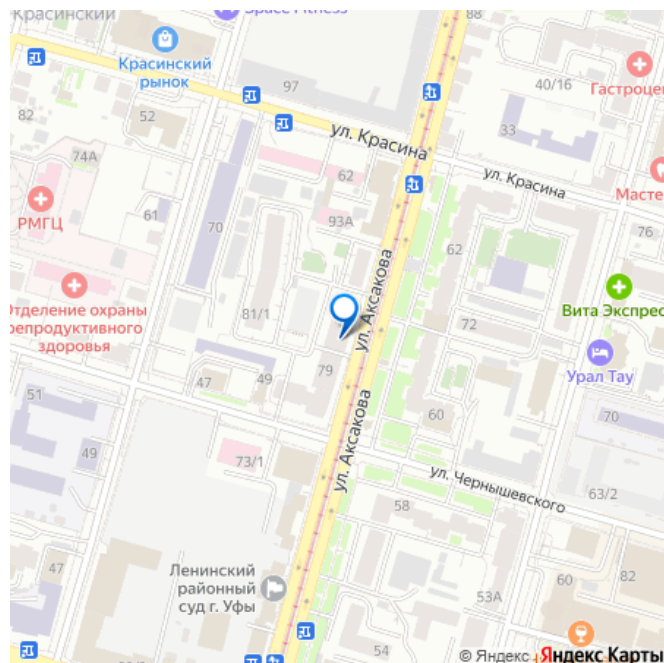 Красинский
Space Fitness
88
Красинский
рынок
97
40/16
Гастроце
82
52
33
ул. Красина
74А
62
ул. Красина
Масте
РМГЦ
61
70
93А
62
76
Вита Экспрес
Отделение охраны
репродуктивного
здоровья
81/1
ул. Аксакова
72
Урал Тау
51
47
49
79
60
70
49
73/1
ул. Аксакова
ул. Чернышевского
63/2
58
47
Ленинский
районный
суд г. Уфы
53А
60
82
54
© Яндекс Яндекс Карты